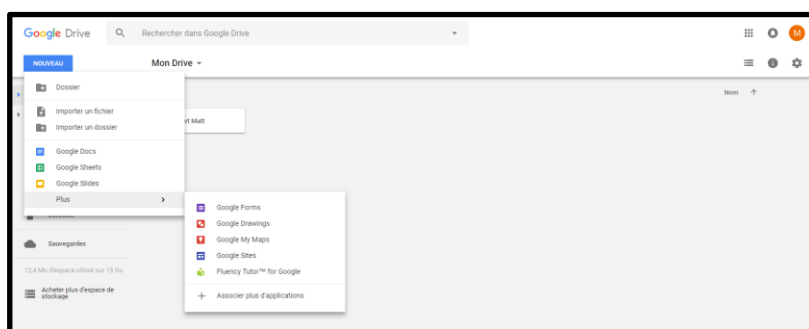 Google Drive
Rechercher dans Google Drive
M
NOUVEAU
Mon Drive
Dossier
Nom
Importer un fichier
Importer un dossier
Matt
Google Docs
Google Sheets
Google Slides
Plus
Google Forms
Google Drawings
Google My Maps
Google Sites
Fluency Tutor™ for Google
Associer plus d'applications
Sauvegardes
12,4 Mo d'espace utilisé sur 15 Go
Acheter plus d'espace de
stockage